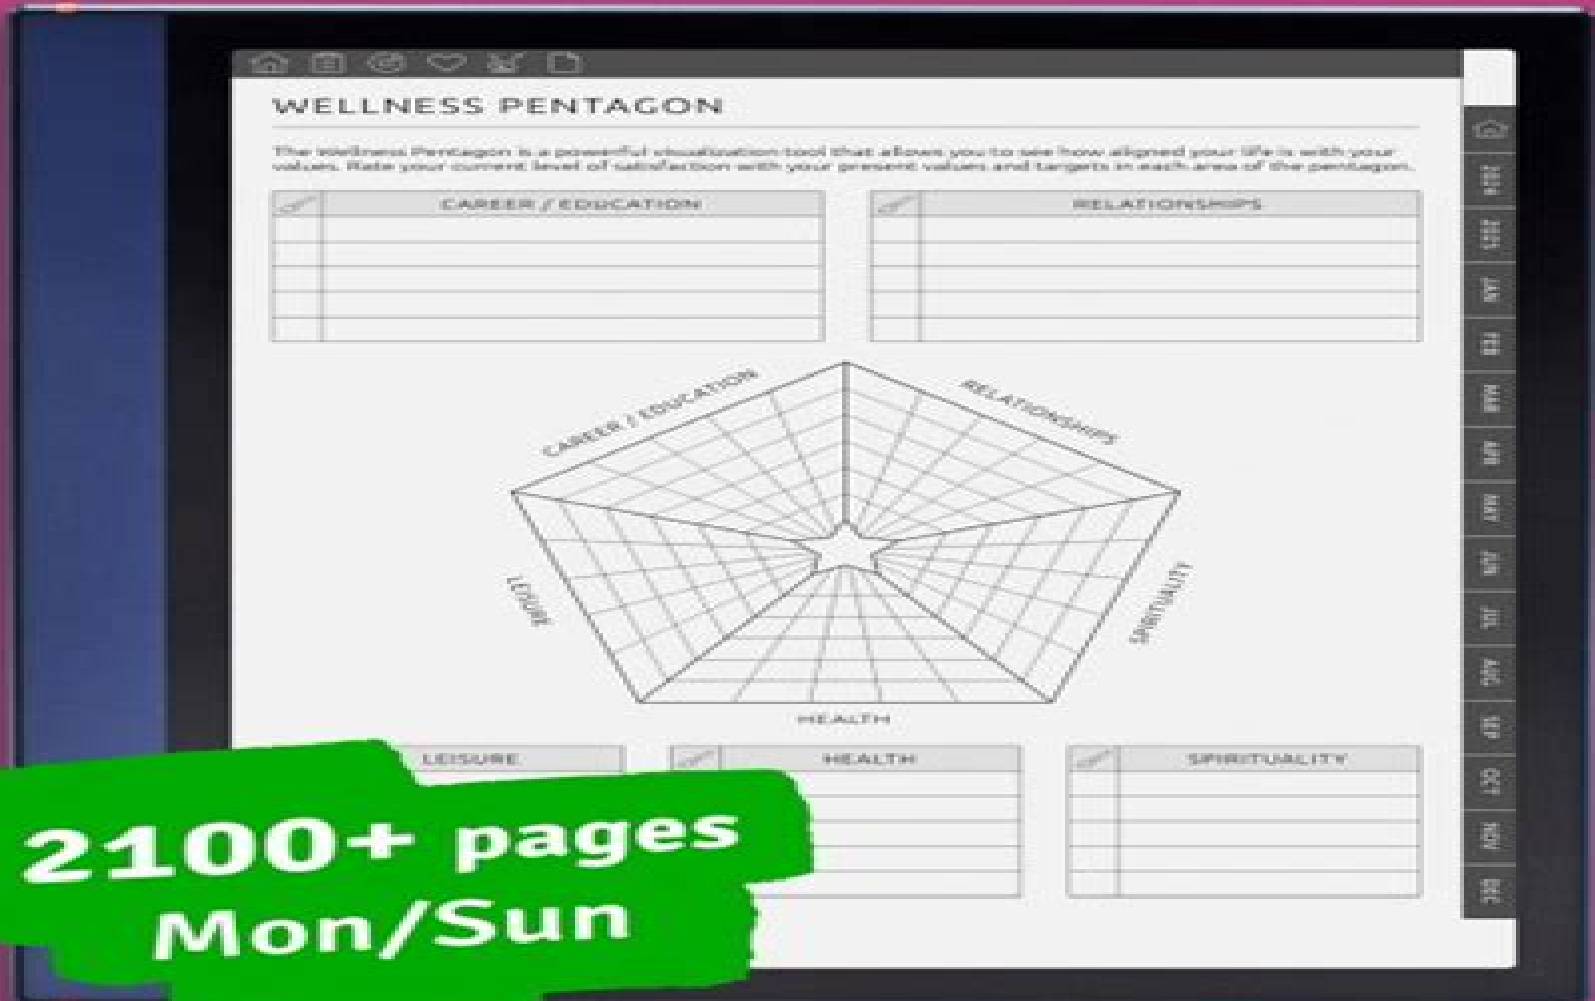 WELLNESS PENTAGON
The Wellness Pentagon is a powerful visualization tool that allows you to see how aligned your life is with your
values. Rate your current level of satisfaction with your present values and targets in each area of the pentagon.
CAREER / EDUCATION
RELATIONSHIPS
CAREER / EDUCATION
RELATIONSHIPS
LEISURE
SPIRITUALITY
HEALTH
LEISURE
HEALTH
SPIRITUALITY
2024
2025
JAN
FEB
MAR
APR
MAY
JUN
JUL
AUG
SEP
OCT
NOV
DEC
2100+ pages
Mon/Sun